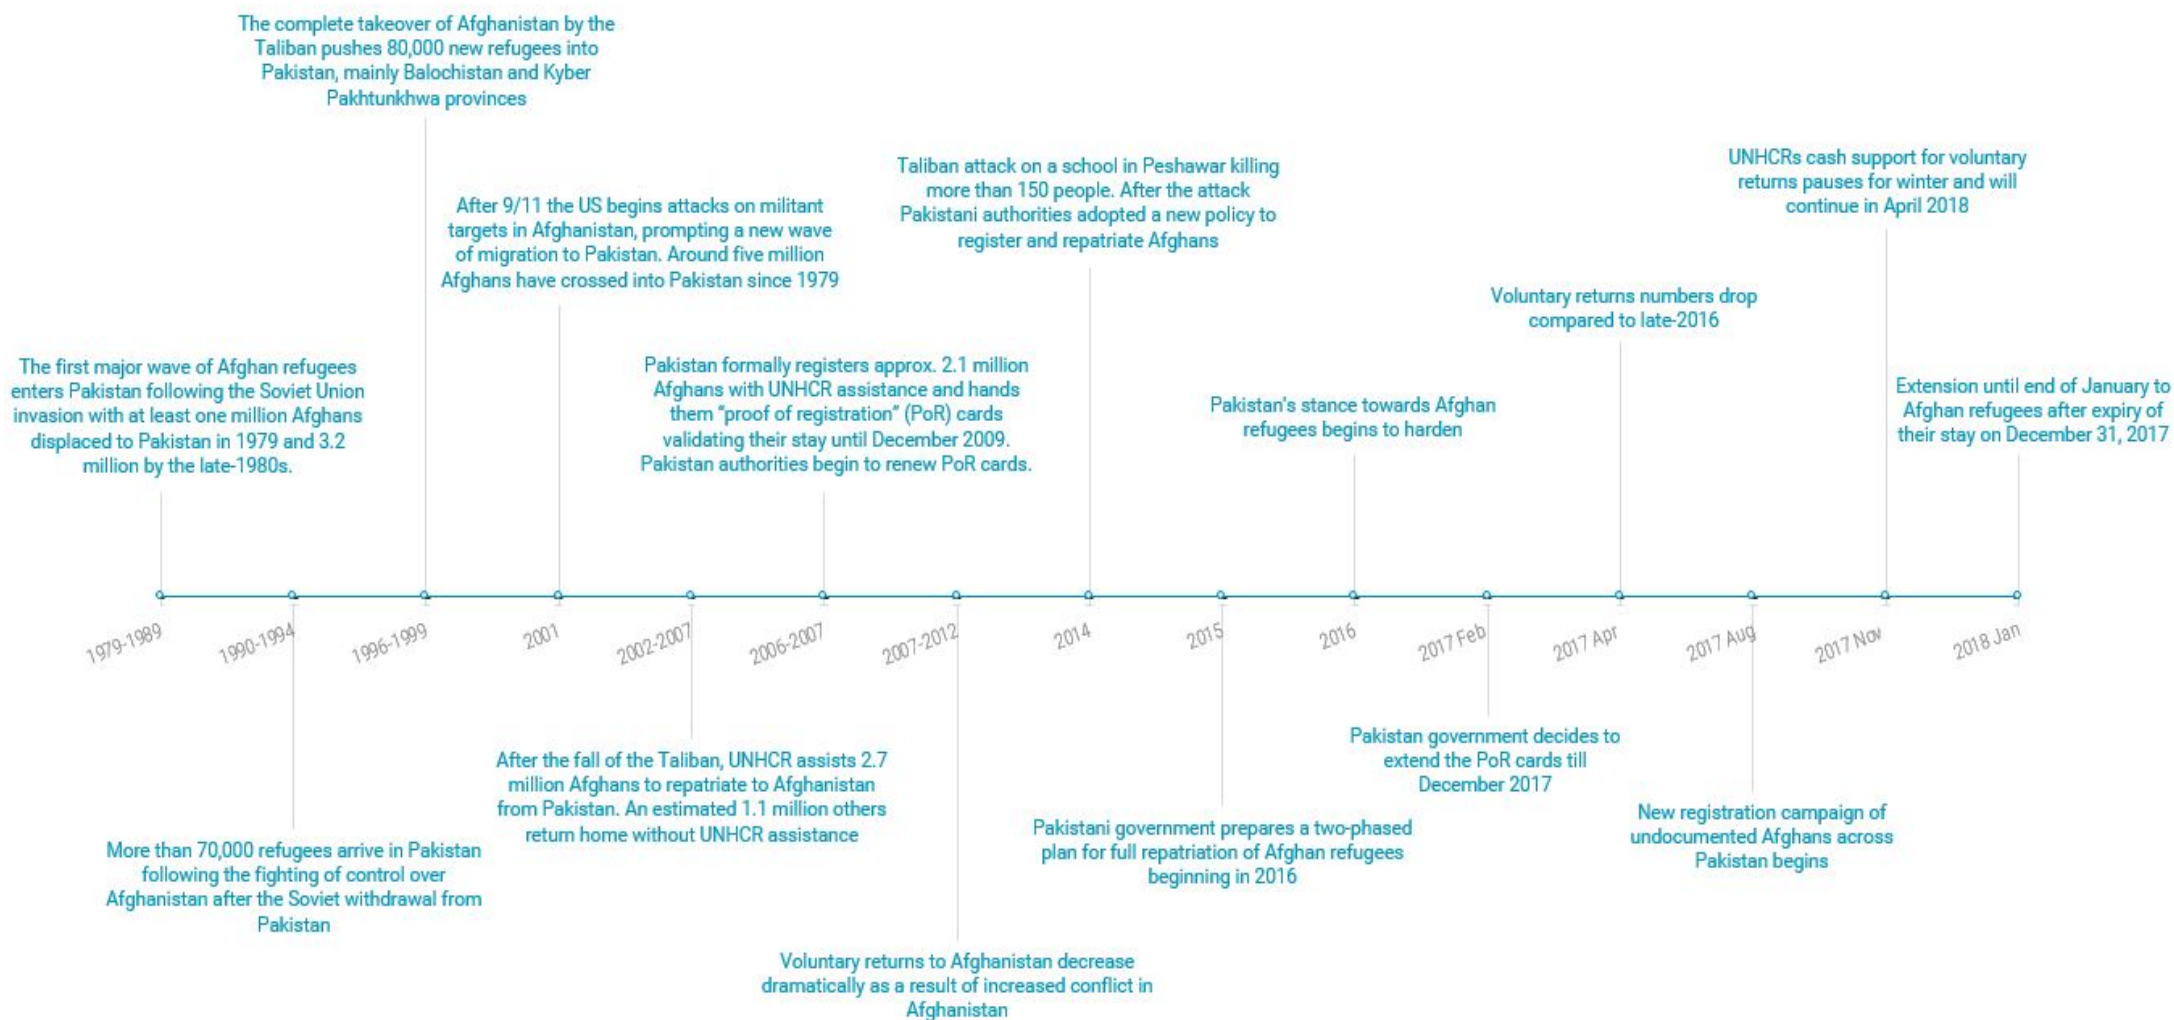 The complete takeover of Afghanistan by the
Taliban pushes 80,000 new refugees into
Pakistan, mainly Balochistan and Kyber
Pakhtunkhwa provinces
After 9/11 the US begins attacks on militant
targets in Afghanistan, prompting a new wave
of migration to Pakistan. Around five million
Afghans have crossed into Pakistan since 1979
Taliban attack on a school in Peshawar killing
more than 150 people. After the attack
Pakistani authorities adopted a new policy to
register and repatriate Afghans
UNHCRs cash support for voluntary
returns pauses for winter and will
continue in April 2018
Voluntary returns numbers drop
compared to late-2016
The first major wave of Afghan refugees
enters Pakistan following the Soviet Union
invasion with at least one million Afghans
displaced to Pakistan in 1979 and 3.2
million by the late-1980s.
Pakistan formally registers approx. 2.1 million
Afghans with UNHCR assistance and hands
them “proof of registration” (PoR) cards
validating their stay until December 2009.
Pakistan authorities begin to renew PoR cards.
Pakistan's stance towards Afghan
refugees begins to harden
Extension until end of January to
Afghan refugees after expiry of
their stay on December 31, 2017
1979-1989
1990-1994
1996-1999
2001
2002-2007
2006-2007
2007-2012
2014
2015
2016
2017 Feb
2017 Apr
2017 Aug
2017 Nov
2018 Jan
More than 70,000 refugees arrive in Pakistan
following the fighting of control over
Afghanistan after the Soviet withdrawal from
Pakistan
After the fall of the Taliban, UNHCR assists 2.7
million Afghans to repatriate to Afghanistan
from Pakistan. An estimated 1.1 million others
return home without UNHCR assistance
Voluntary returns to Afghanistan decrease
dramatically as a result of increased conflict in
Afghanistan
Pakistani government prepares a two-phased
plan for full repatriation of Afghan refugees
beginning in 2016
Pakistan government decides to
extend the PoR cards till
December 2017
New registration campaign of
undocumented Afghans across
Pakistan begins